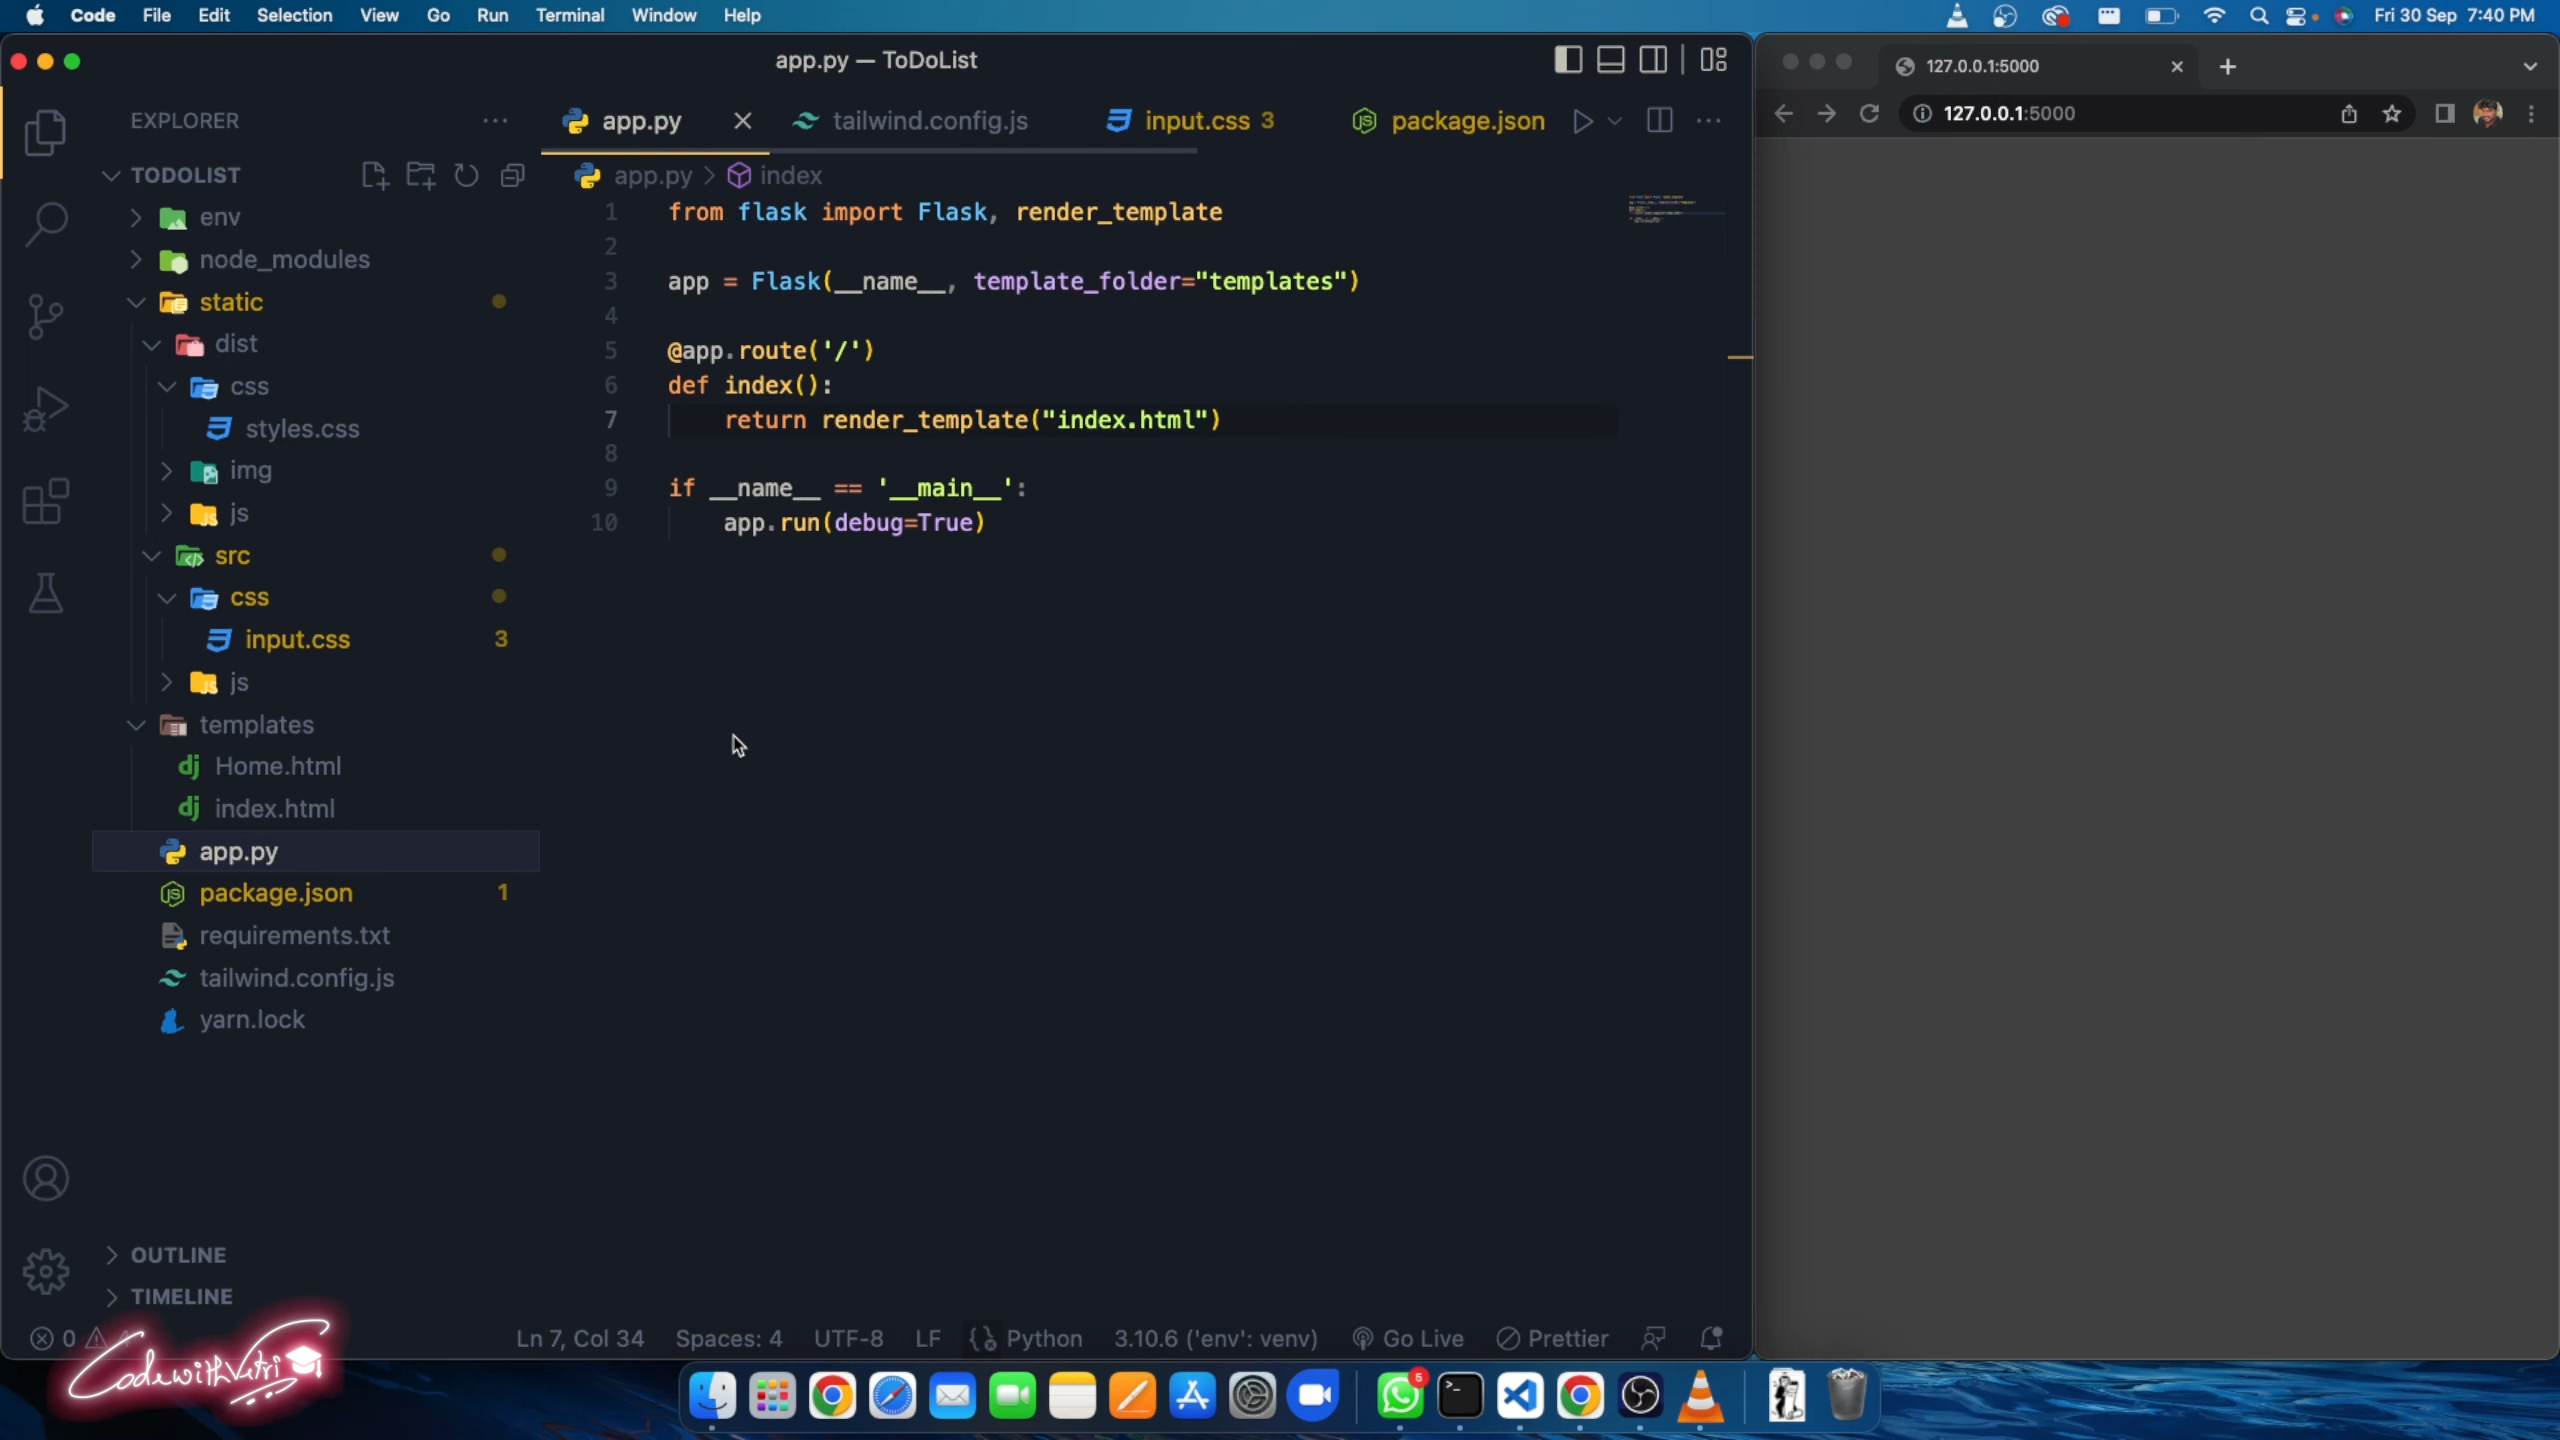 Code File Edit Selection View Go Run Terminal Window Help
Fri 30 Sep 7:40 PM
app.py — ToDoList
127.0.0.1:5000
127.0.0.1:5000
EXPLORER
app.py
tailwind.config.js
input.css 3
package.json
TODOLIST
app.py > index
env
node_modules
static
dist
css
styles.css
img
js
src
css
input.css 3
js
templates
Home.html
index.html
app.py
package.json 1
requirements.txt
tailwind.config.js
yarn.lock
OUTLINE
TIMELINE
1 from flask import Flask, render_template
2
3 app = Flask(__name__, template_folder="templates")
4
5 @app.route('/')
6 def index():
7 return render_template("index.html")
8
9 if __name__ == '__main__':
10 app.run(debug=True)
0
Ln 7, Col 34 Spaces: 4 UTF-8 LF Python 3.10.6 ('env': venv) Go Live Prettier
CodewithVetri
5